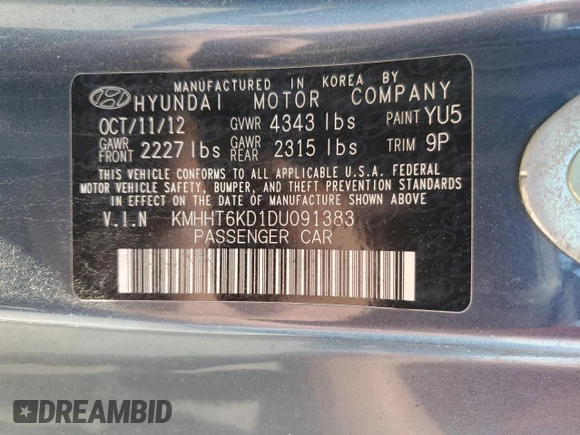 MANUFACTURED IN KOREA BY
HYUNDAI MOTOR COMPANY
OCT/11/12 GVWR 4343 lbs PAINT YU5
GAWR FRONT 2227 lbs GAWR REAR 2315 lbs TRIM 9P
THIS VEHICLE CONFORMS TO ALL APPLICABLE U.S.A. FEDERAL
MOTOR VEHICLE SAFETY, BUMPER, AND THEFT PREVENTION STANDARDS
IN EFFECT ON THE DATE OF MANUFACTURE SHOWN ABOVE.
V.I.N KMHHT6KD1DU091383
PASSENGER CAR
DREAMBID